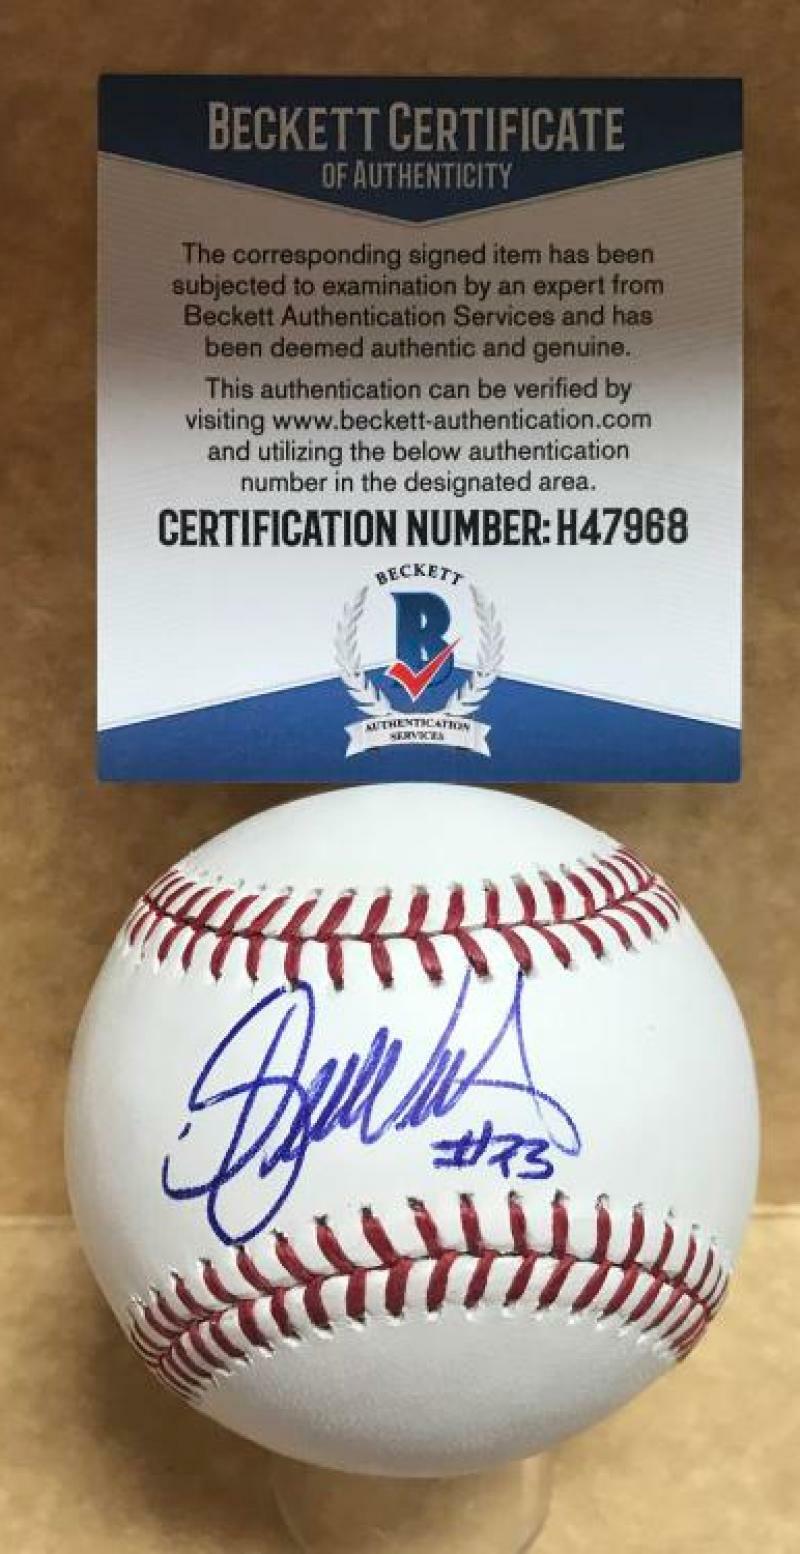 BECKETT CERTIFICATE
OF AUTHENTICITY
The corresponding signed item has been
subjected to examination by an expert from
Beckett Authentication Services and has
been deemed authentic and genuine.
This authentication can be verified by
visiting www.beckett-authentication.com
and utilizing the below authentication
number in the designated area.
CERTIFICATION NUMBER: H47968
BECKETT
B
AUTHENTICATION
SERVICES
#73